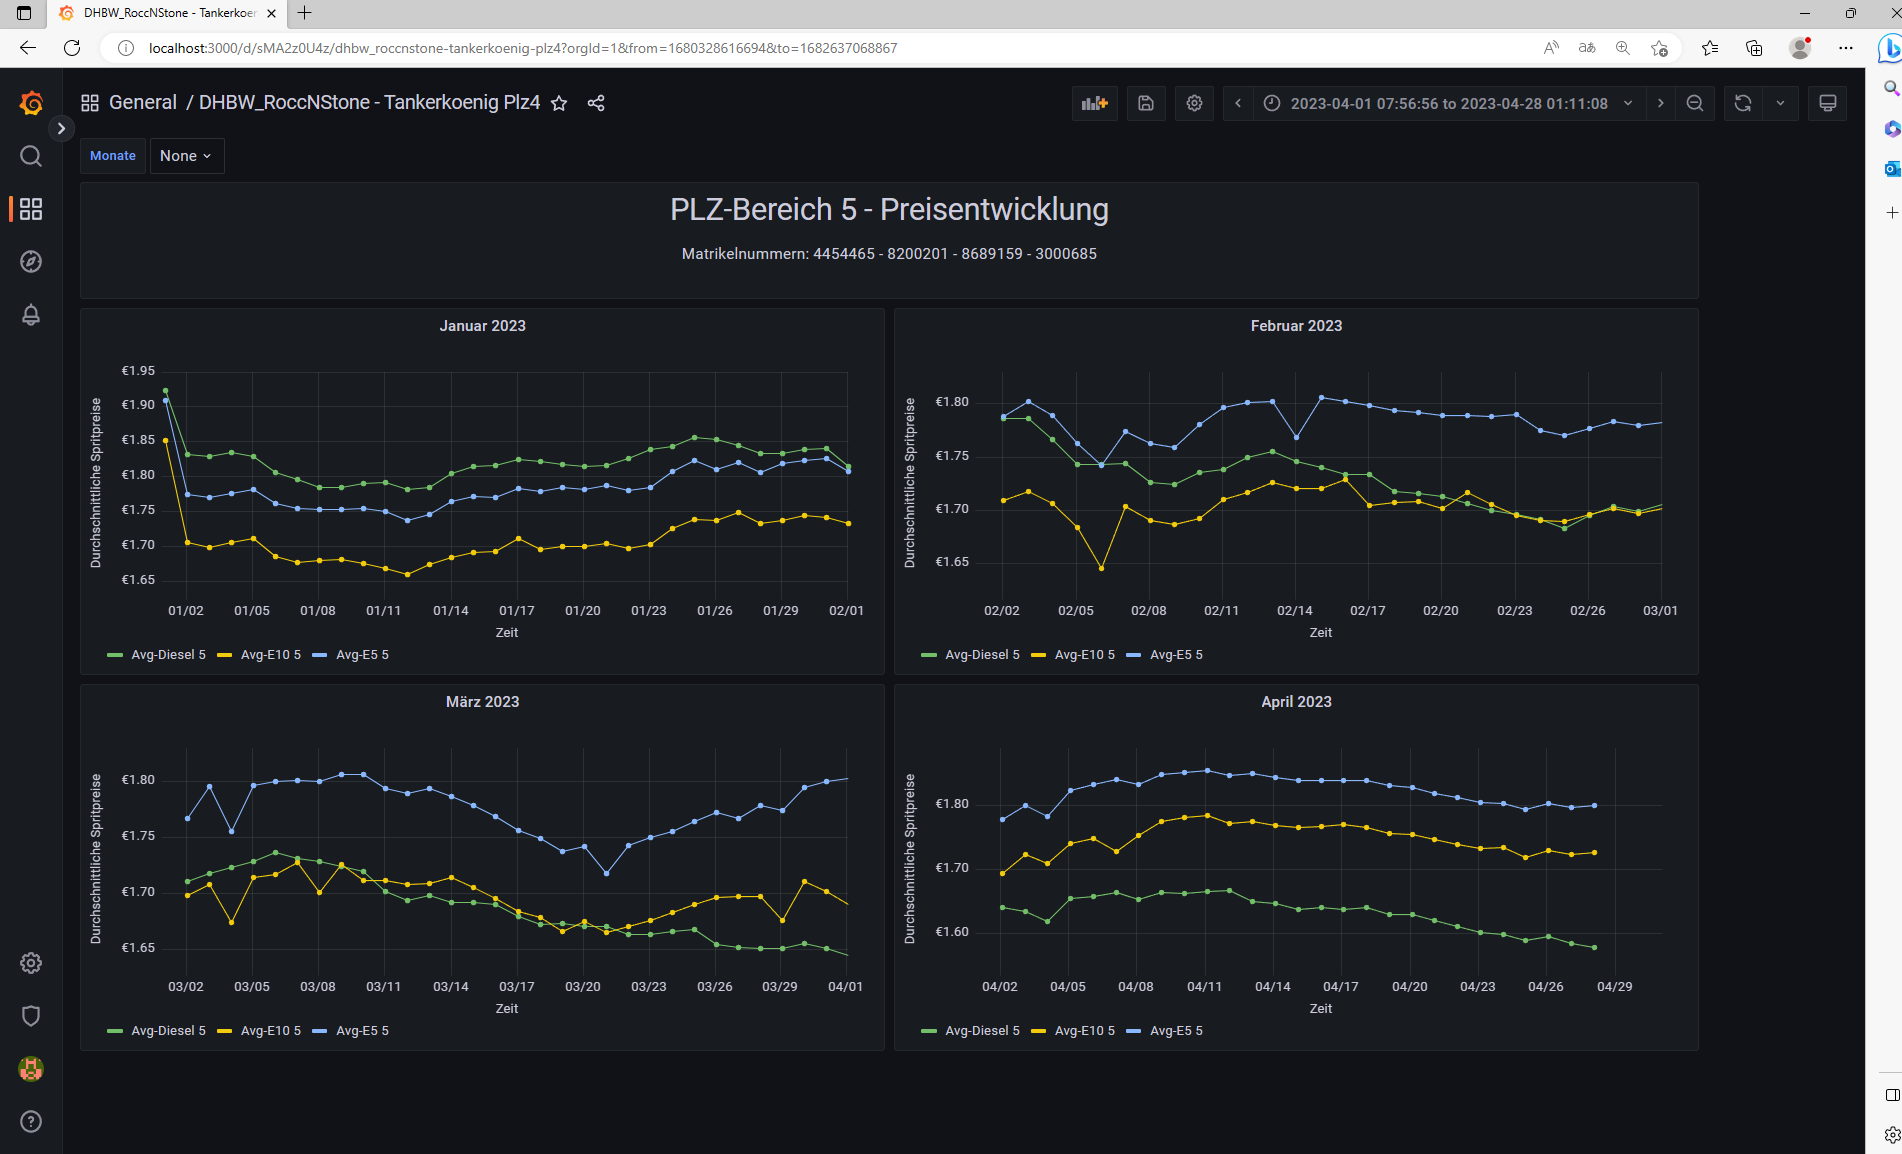 DHBW_RoccNStone - Tankerkoen
localhost:3000/d/sMA2z0U4z/dhbw_roccnstone-tankerkoenig-plz4?orgId=1&from=1680328616694&to=1682637068867
General / DHBW_RoccNStone - Tankerkoenig Plz4
2023-04-01 07:56:56 to 2023-04-28 01:11:08
Monate None
PLZ-Bereich 5 - Preisentwicklung
Matrikelnummern: 4454465 - 8200201 - 8689159 - 3000685
Januar 2023
Durchschnittliche Spritpreise
€1.95
€1.90
€1.85
€1.80
€1.75
€1.70
€1.65
01/02 01/05 01/08 01/11 01/14 01/17 01/20 01/23 01/26 01/29 02/01
Zeit
Avg-Diesel 5 Avg-E10 5 Avg-E5 5
Februar 2023
Durchschnittliche Spritpreise
€1.80
€1.75
€1.70
€1.65
02/02 02/05 02/08 02/11 02/14 02/17 02/20 02/23 02/26 03/01
Zeit
Avg-Diesel 5 Avg-E10 5 Avg-E5 5
März 2023
Durchschnittliche Spritpreise
€1.80
€1.75
€1.70
€1.65
03/02 03/05 03/08 03/11 03/14 03/17 03/20 03/23 03/26 03/29 04/01
Zeit
Avg-Diesel 5 Avg-E10 5 Avg-E5 5
April 2023
Durchschnittliche Spritpreise
€1.80
€1.70
€1.60
04/02 04/05 04/08 04/11 04/14 04/17 04/20 04/23 04/26 04/29
Zeit
Avg-Diesel 5 Avg-E10 5 Avg-E5 5